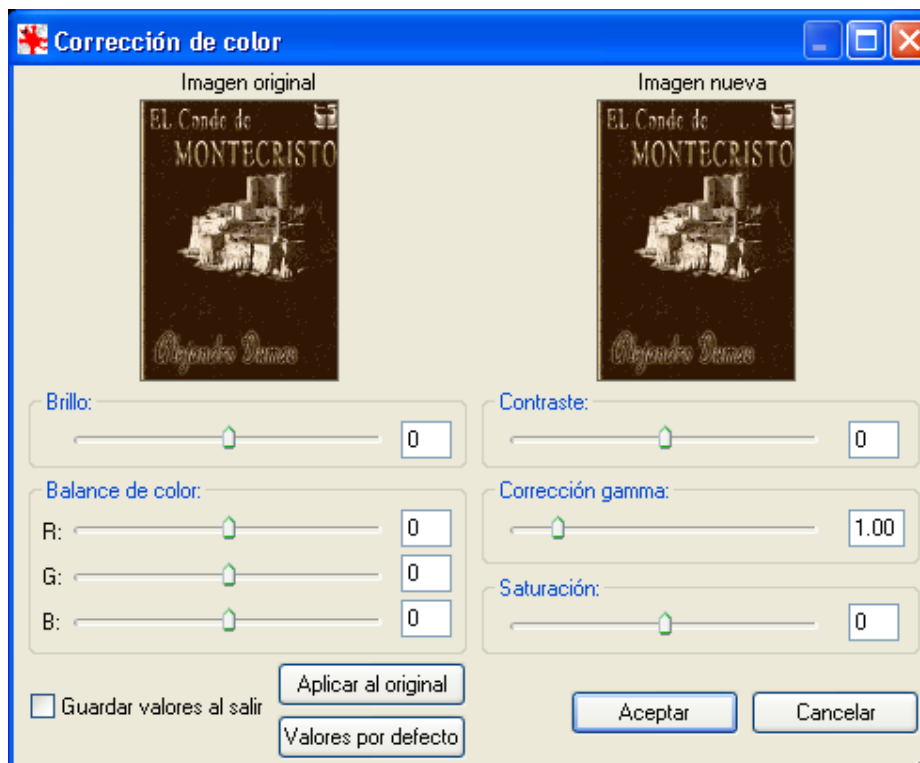 Corrección de color
Imagen original
EL Conde de
MONTECRISTO
Alejandro Dumas
Imagen nueva
EL Conde de
MONTECRISTO
Alejandro Dumas
Brillo:
0
Contraste:
0
Balance de color:
R:
0
G:
0
B:
0
Corrección gamma:
1.00
Saturación:
0
Guardar valores al salir
Aplicar al original
Valores por defecto
Aceptar
Cancelar